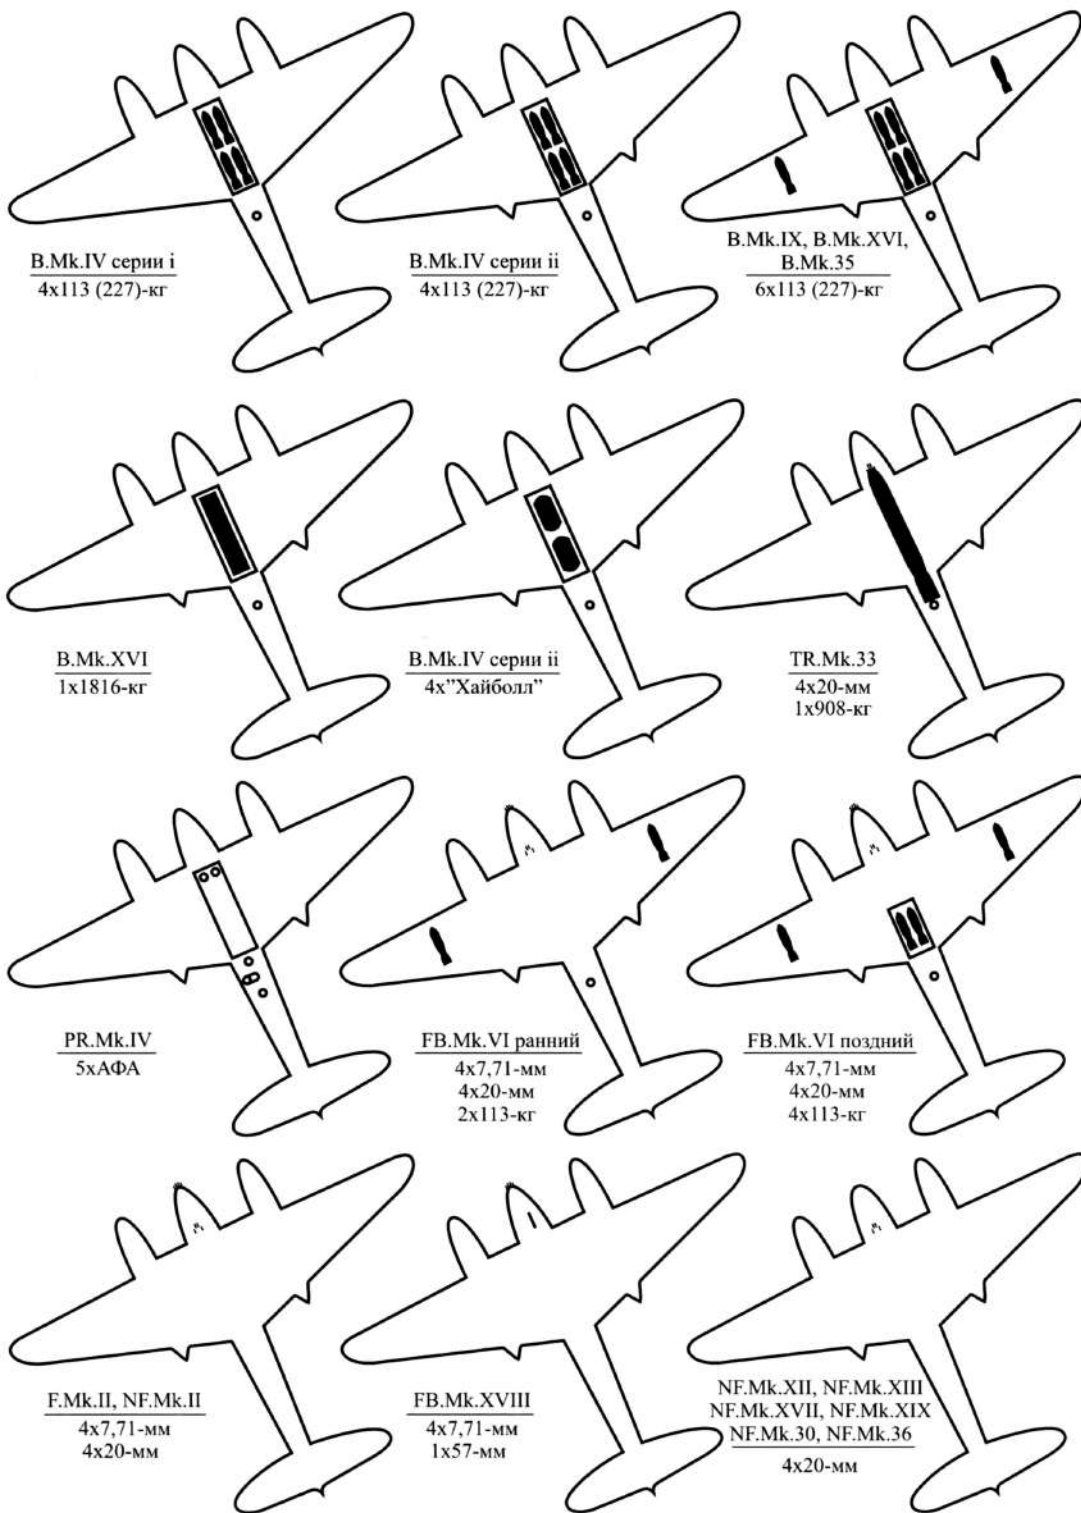 B.Mk.IV серии i
4x113 (227)-кг
B.Mk.IV серии ii
4x113 (227)-кг
B.Mk.IX, B.Mk.XVI,
B.Mk.35
6x113 (227)-кг
B.Mk.XVI
1x1816-кг
B.Mk.IV серии ii
4x”Хайболл”
TR.Mk.33
4x20-мм
1x908-кг
PR.Mk.IV
5xАФА
FB.Mk.VI ранний
4x7,71-мм
4x20-мм
2x113-кг
FB.Mk.VI поздний
4x7,71-мм
4x20-мм
4x113-кг
F.Mk.II, NF.Mk.II
4x7,71-мм
4x20-мм
FB.Mk.XVIII
4x7,71-мм
1x57-мм
NF.Mk.XII, NF.Mk.XIII
NF.Mk.XVII, NF.Mk.XIX
NF.Mk.30, NF.Mk.36
4x20-мм